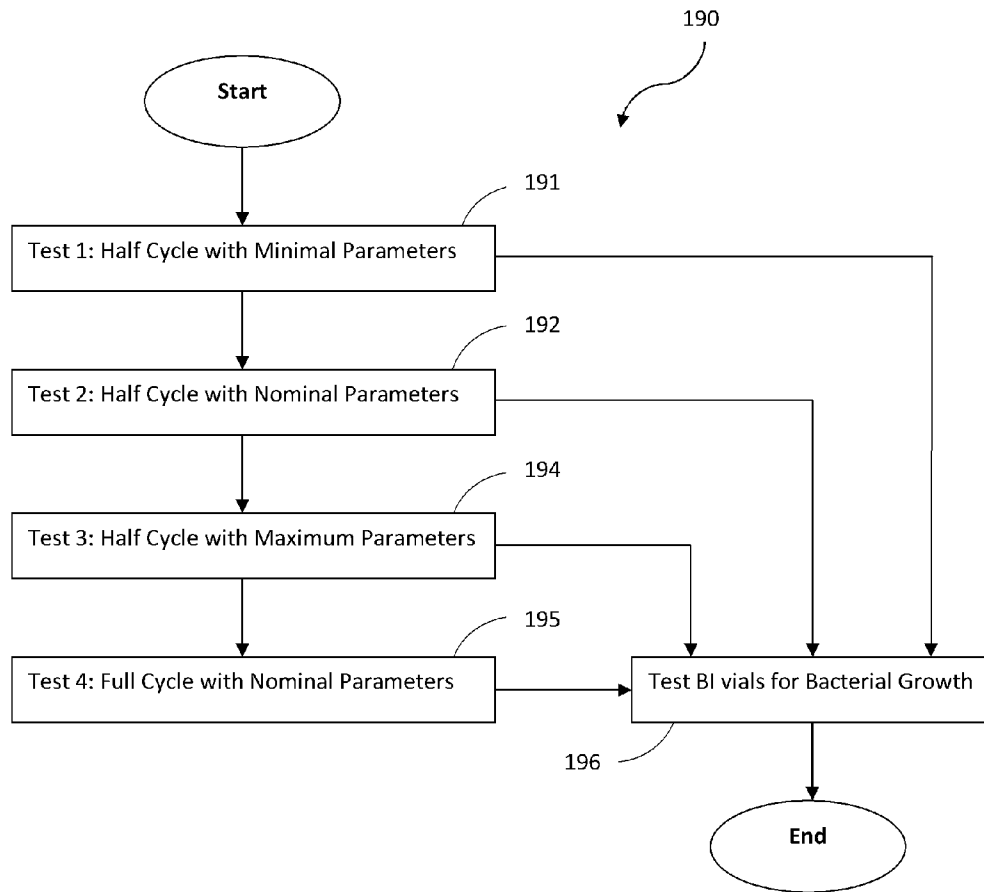 190
Start
191
Test 1: Half Cycle with Minimal Parameters
192
Test 2: Half Cycle with Nominal Parameters
194
Test 3: Half Cycle with Maximum Parameters
195
Test 4: Full Cycle with Nominal Parameters
Test BI vials for Bacterial Growth
196
End